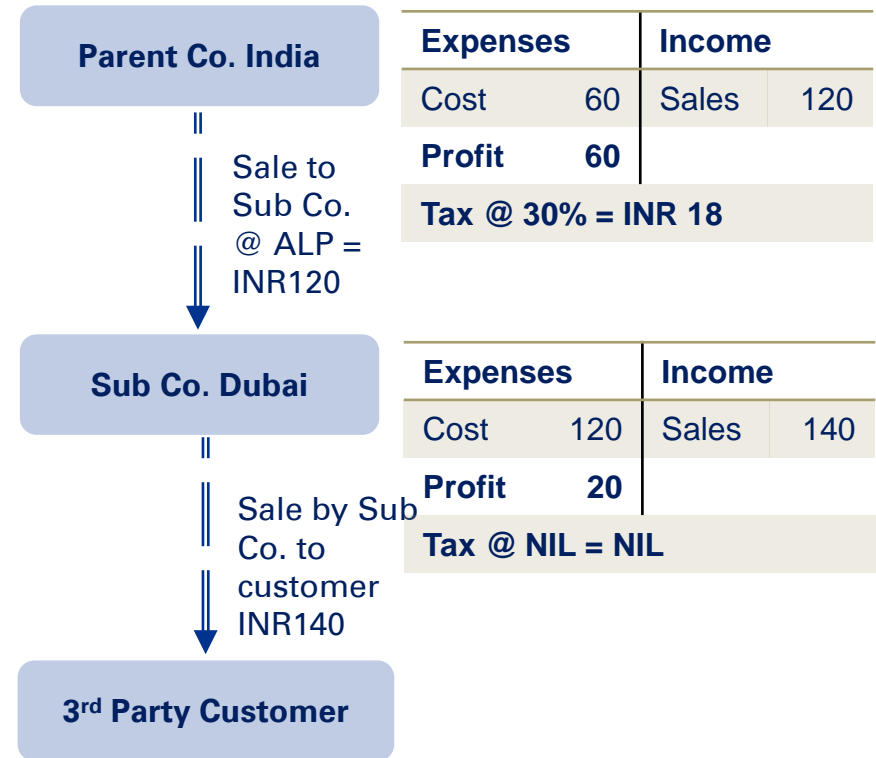 Parent Co. India
Expenses Income
Cost 60 Sales 120
Profit 60
Tax @ 30% = INR 18
Sale to
Sub Co.
@ ALP =
INR120
Sub Co. Dubai
Expenses Income
Cost 120 Sales 140
Profit 20
Tax @ NIL = NIL
Sale by Sub
Co. to
customer
INR140
3rd Party Customer